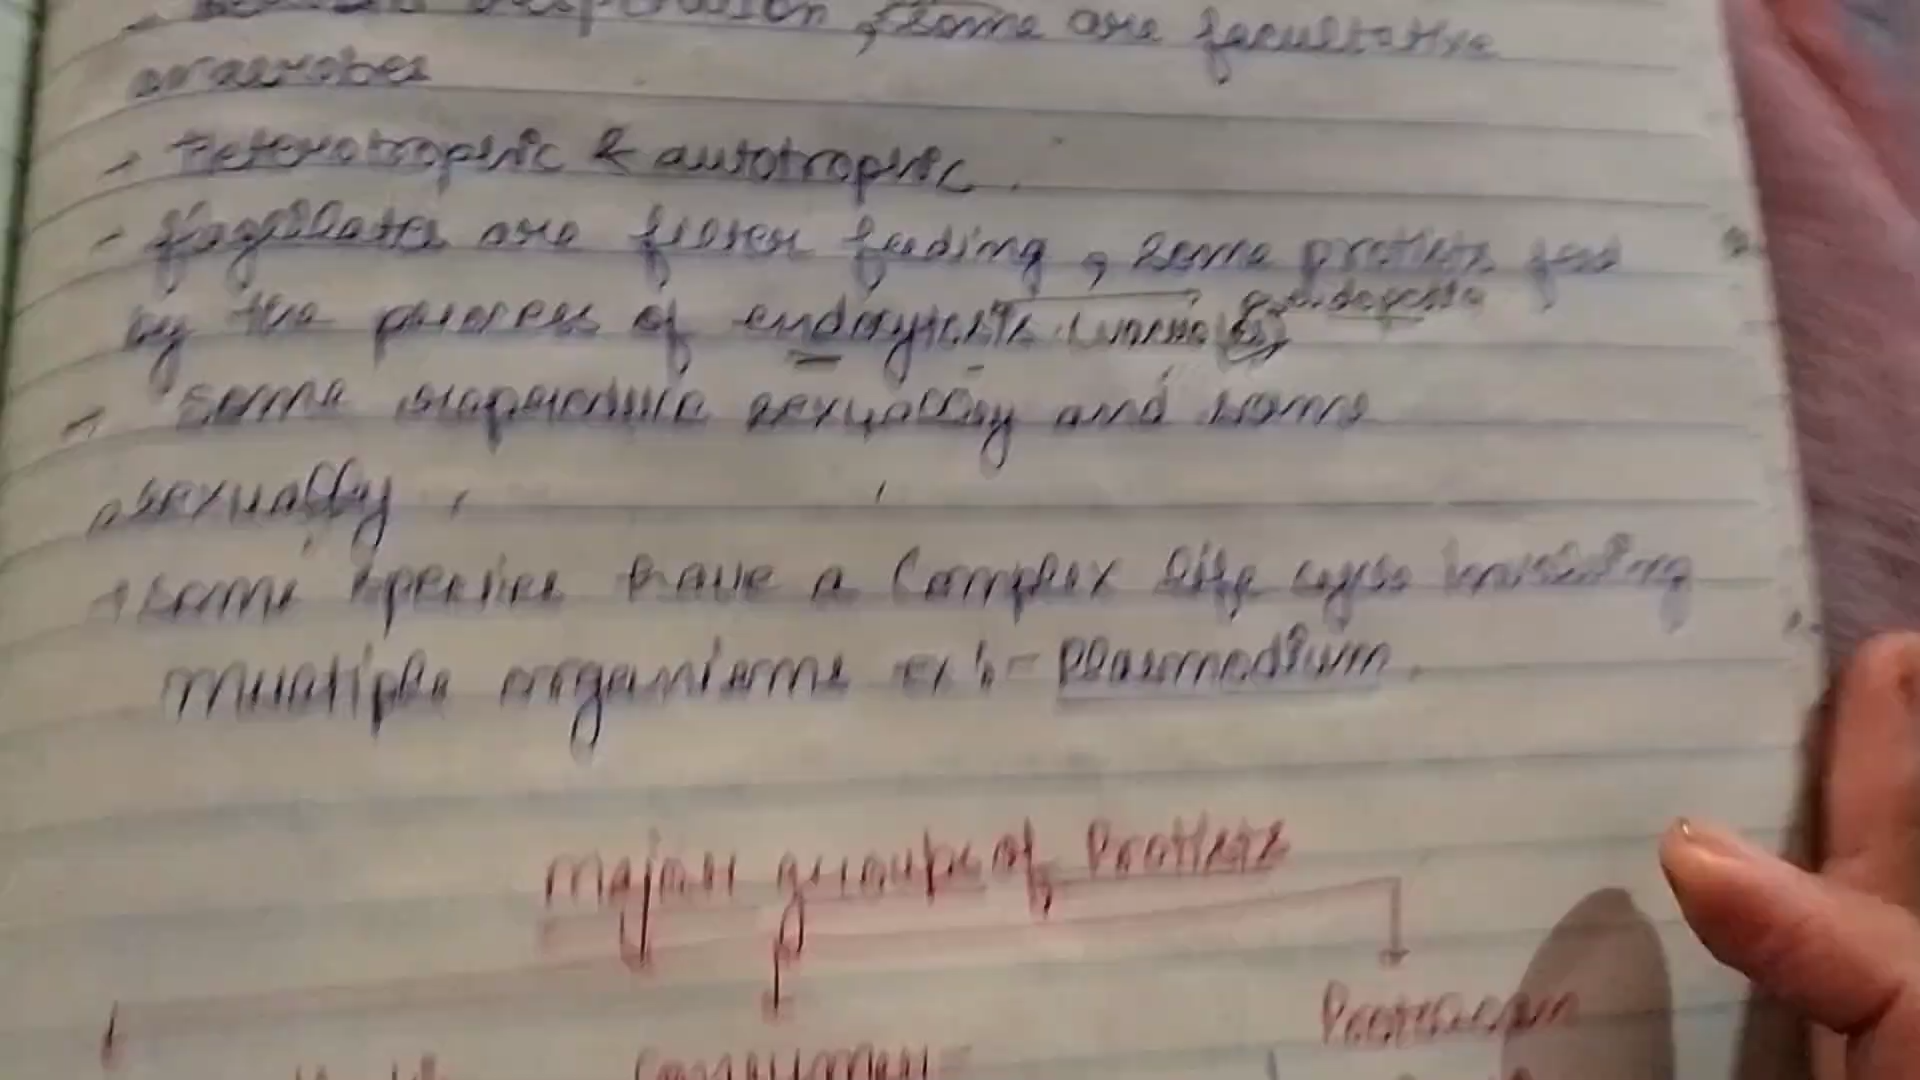 respiration, some are facultative
anaerobes
- Heterotrophic & autotrophic.
- flagellates are filter feeding, some protists feed
by the process of endocytosis
- some reproduce sexually and some
asexually.
- some species have a Complex life cycle involving
multiple organisms ex:- Plasmodium.
Major groups of Protists
Protozoan
Consumer-